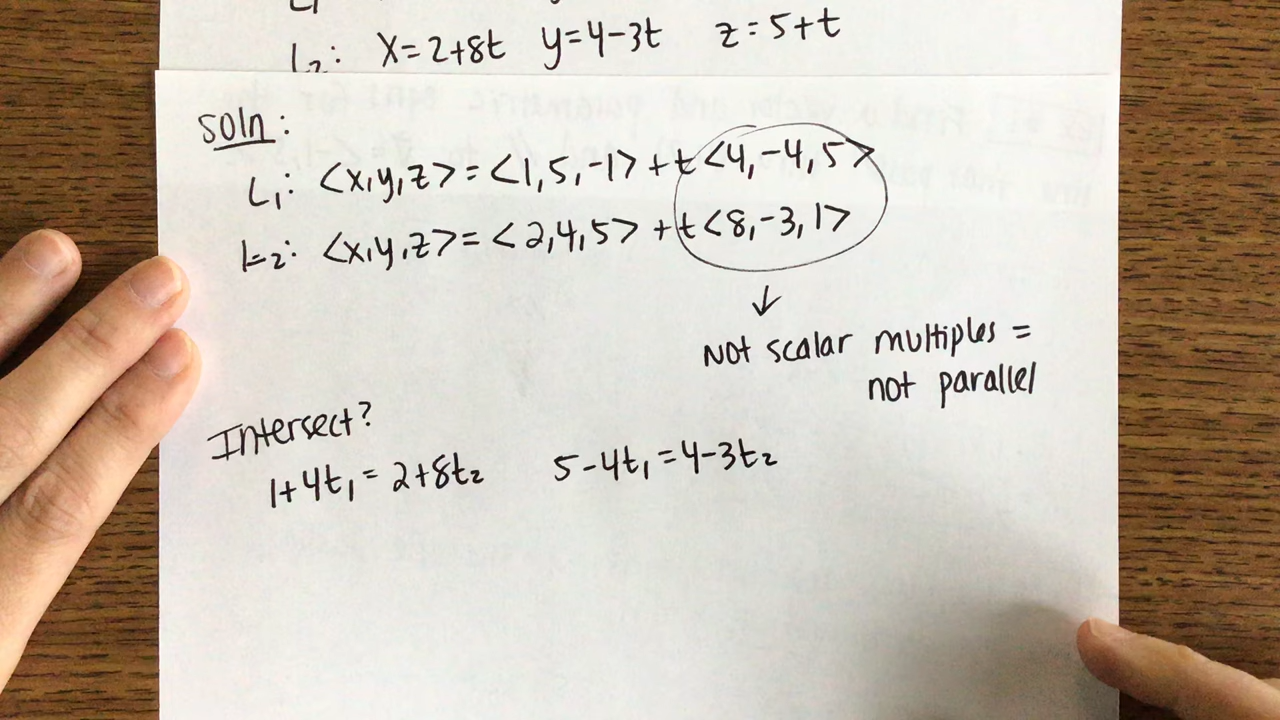 L₂: x=2+8t y=4-3t z=5+t
Soln:
L₁: <x,y,z>=<1,5,-1>+t<4,-4,5>
L₂: <x,y,z>=<2,4,5>+t<8,-3,1>
↓
Not scalar multiples =
not parallel
Intersect?
1+4t₁=2+8t₂ 5-4t₁=4-3t₂